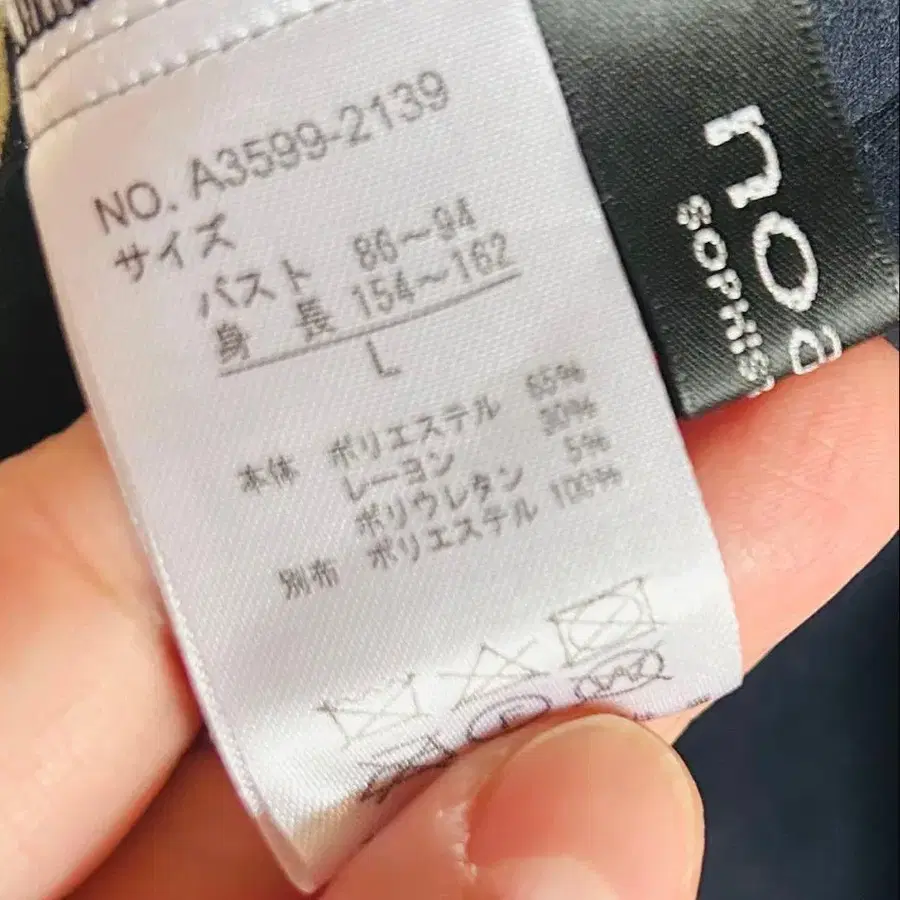 NO. A3599-2139
サイズ
バスト 86～94
身 長 154～162
L
本体 ポリエステル 65%
レーヨン 30%
ポリウレタン 5%
別布 ポリエステル 100%
noa
SOPHIS